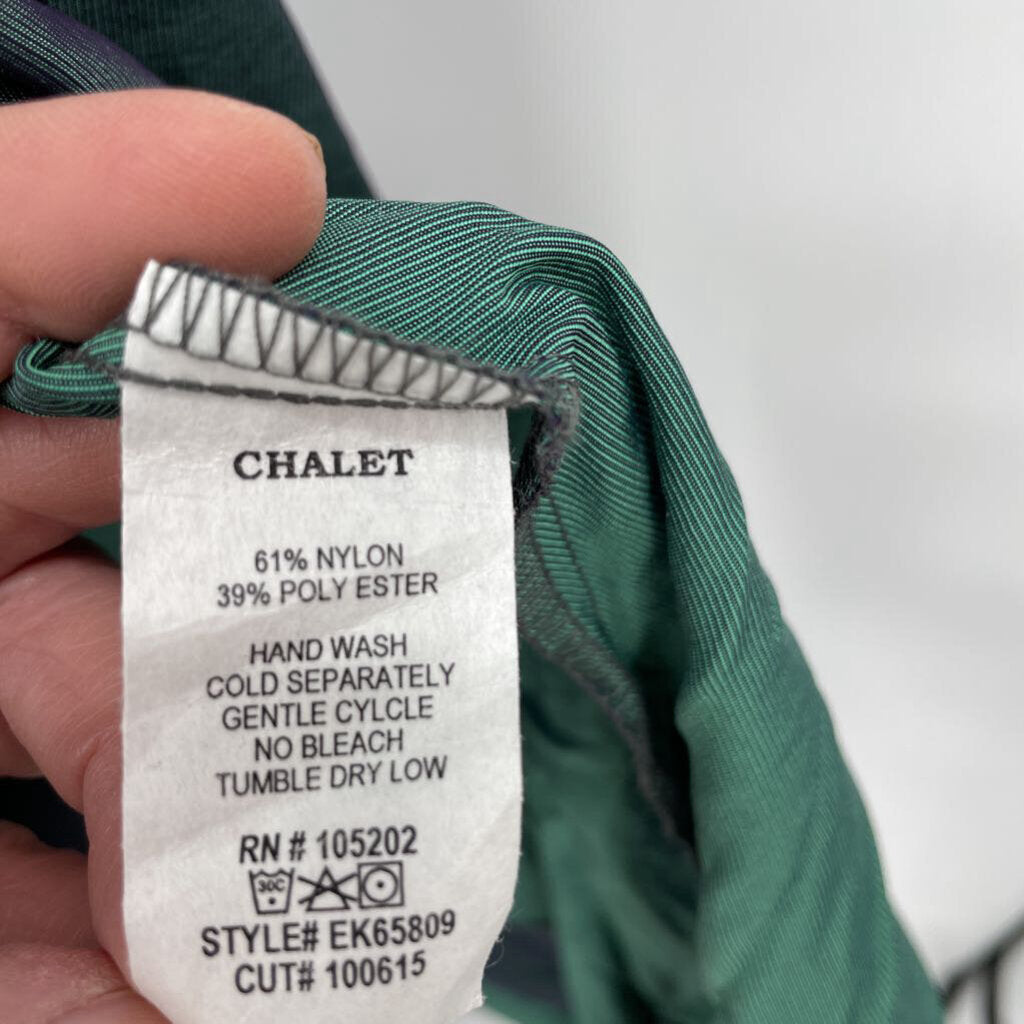 CHALET
61% NYLON
39% POLY ESTER
HAND WASH
COLD SEPARATELY
GENTLE CYLCLE
NO BLEACH
TUMBLE DRY LOW
RN # 105202
30C
STYLE# EK65809
CUT# 100615